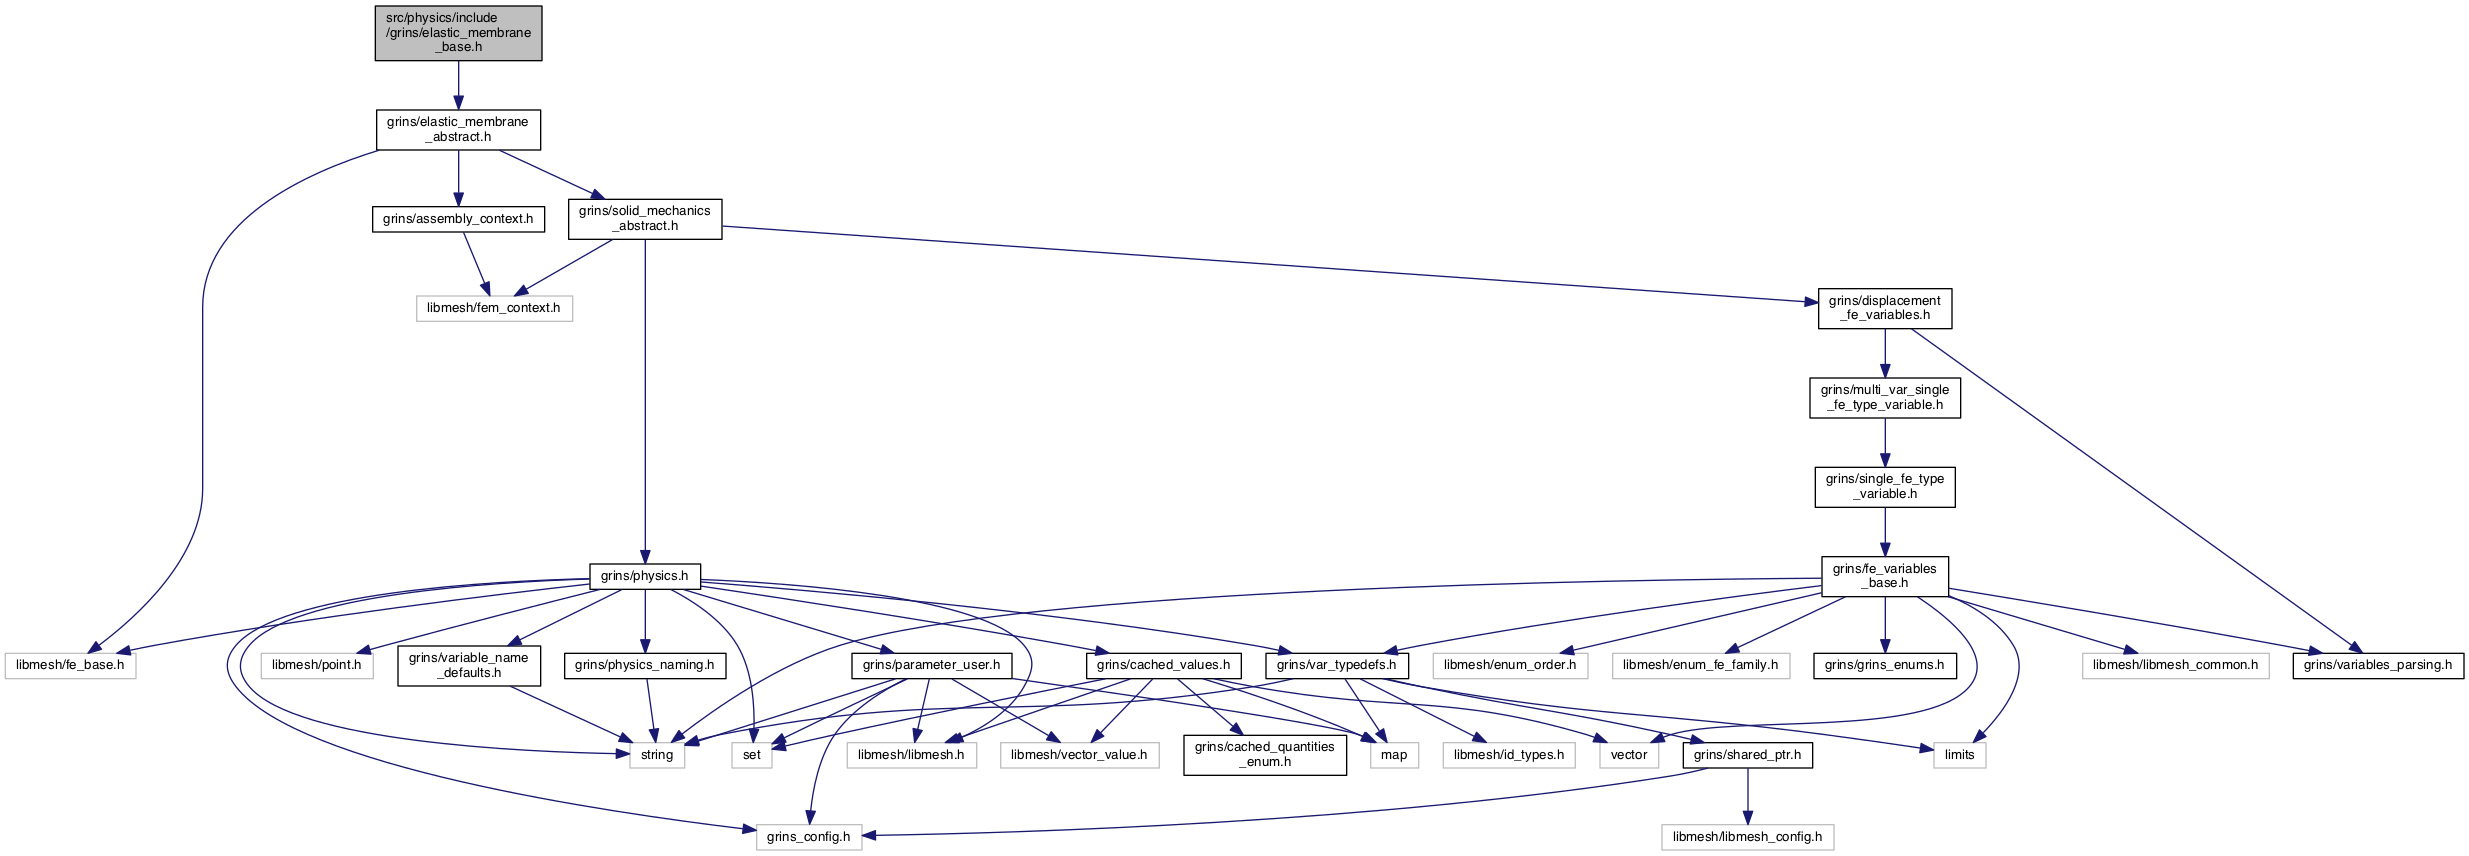 src/physics/include
/grins/elastic_membrane
_base.h
grins/elastic_membrane
_abstract.h
grins/assembly_context.h
grins/solid_mechanics
_abstract.h
libmesh/fem_context.h
grins/displacement
_fe_variables.h
grins/multi_var_single
_fe_type_variable.h
grins/single_fe_type
_variable.h
grins/physics.h
grins/fe_variables
_base.h
libmesh/fe_base.h
libmesh/point.h
grins/variable_name
_defaults.h
grins/physics_naming.h
grins/parameter_user.h
grins/cached_values.h
grins/var_typedefs.h
libmesh/enum_order.h
libmesh/enum_fe_family.h
grins/grins_enums.h
libmesh/libmesh_common.h
grins/variables_parsing.h
string
set
libmesh/libmesh.h
libmesh/vector_value.h
grins/cached_quantities
_enum.h
map
libmesh/id_types.h
vector
grins/shared_ptr.h
limits
grins_config.h
libmesh/libmesh_config.h